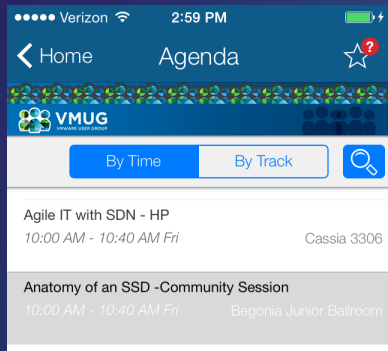 Verizon 2:59 PM
Home Agenda ?
VMUG
VMWARE USER GROUP
By Time By Track
Agile IT with SDN - HP
10:00 AM - 10:40 AM Fri Cassia 3306
Anatomy of an SSD -Community Session
10:00 AM - 10:40 AM Fri Begonia Junior Ballroom